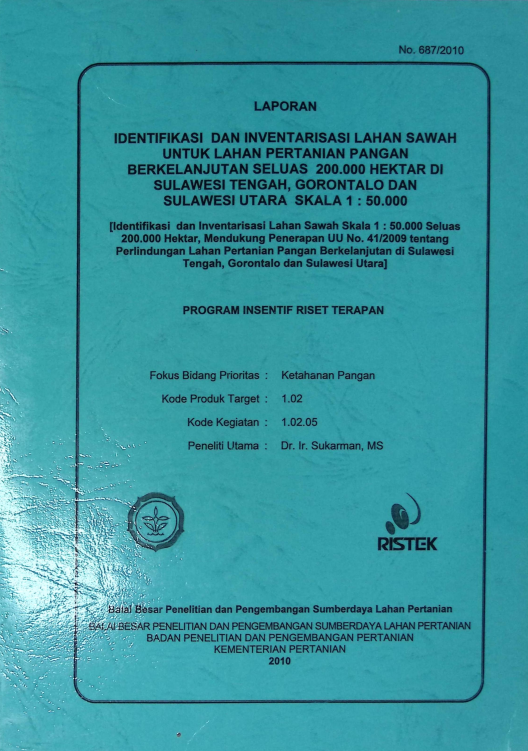 No. 687/2010
LAPORAN
IDENTIFIKASI DAN INVENTARISASI LAHAN SAWAH
UNTUK LAHAN PERTANIAN PANGAN
BERKELANJUTAN SELUAS 200.000 HEKTAR DI
SULAWESI TENGAH, GORONTALO DAN
SULAWESI UTARA SKALA 1 : 50.000
[Identifikasi dan Inventarisasi Lahan Sawah Skala 1 : 50.000 Seluas
200.000 Hektar, Mendukung Penerapan UU No. 41/2009 tentang
Perlindungan Lahan Pertanian Pangan Berkelanjutan di Sulawesi
Tengah, Gorontalo dan Sulawesi Utara]
PROGRAM INSENTIF RISET TERAPAN
Fokus Bidang Prioritas : Ketahanan Pangan
Kode Produk Target : 1.02
Kode Kegiatan : 1.02.05
Peneliti Utama : Dr. Ir. Sukarman, MS
RISTEK
Balai Besar Penelitian dan Pengembangan Sumberdaya Lahan Pertanian
BALAI BESAR PENELITIAN DAN PENGEMBANGAN SUMBERDAYA LAHAN PERTANIAN
BADAN PENELITIAN DAN PENGEMBANGAN PERTANIAN
KEMENTERIAN PERTANIAN
2010